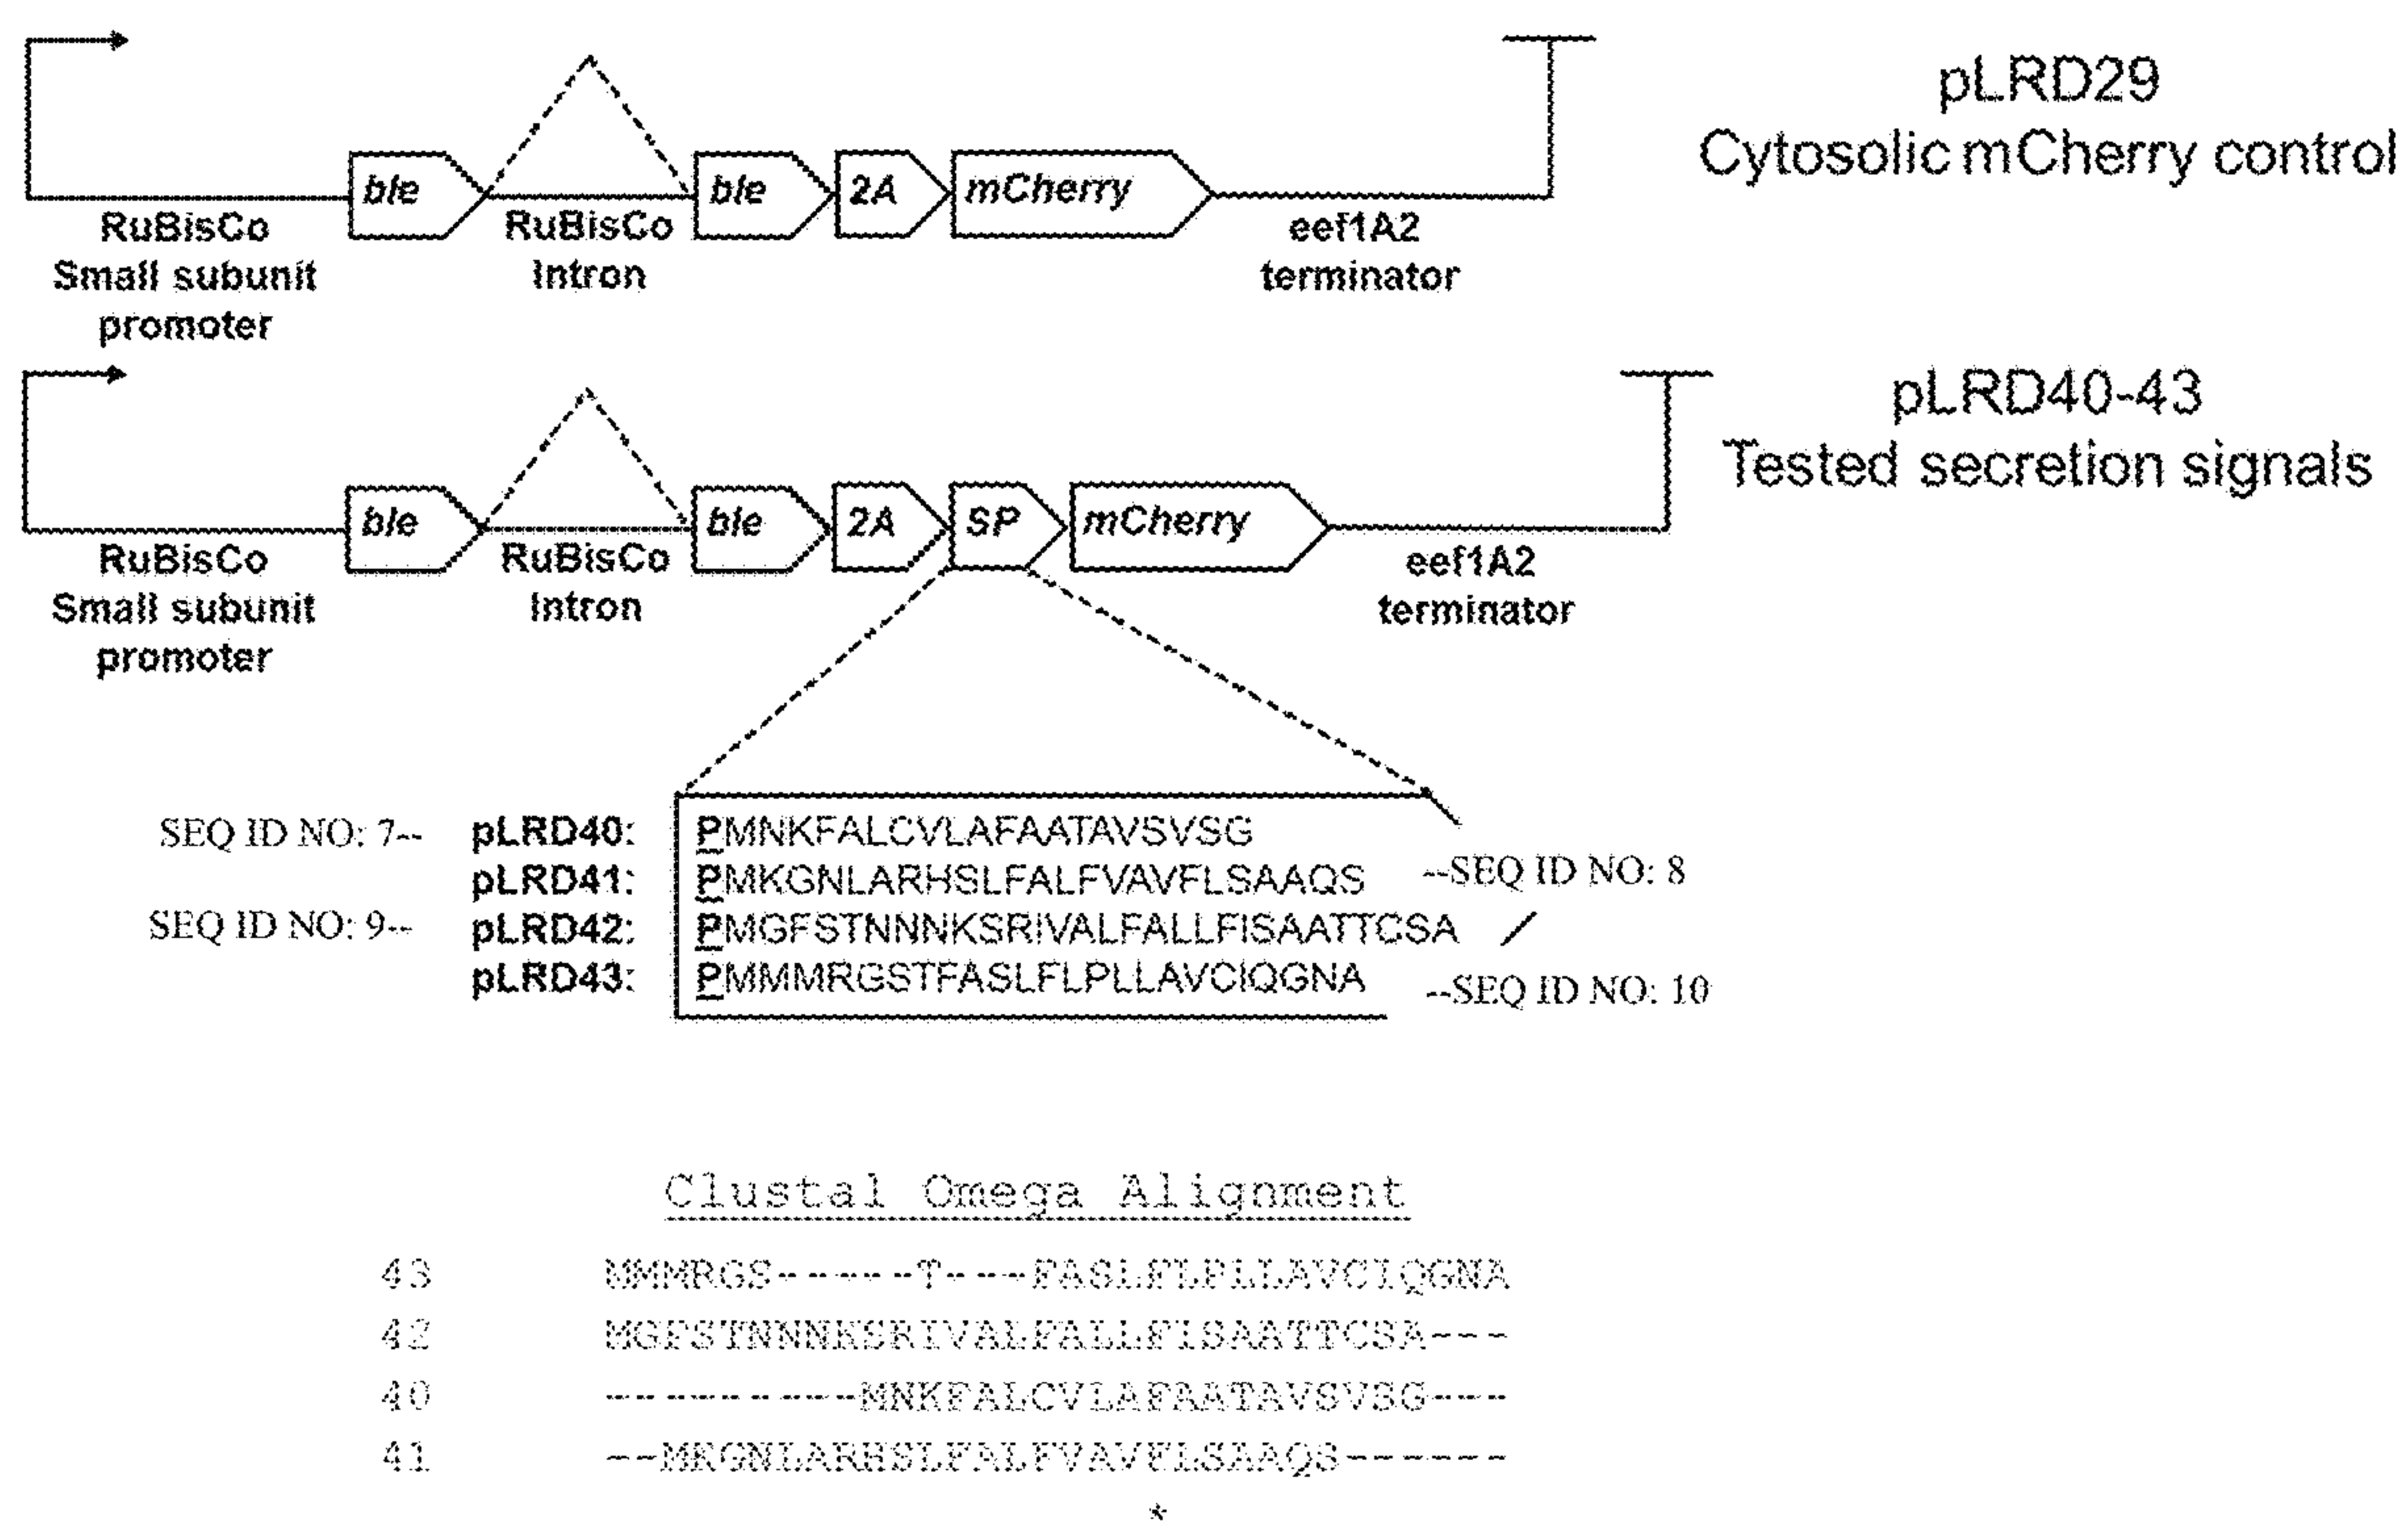 pLRD29
Cytosolic mCherry control
ble
ble
2A
mCherry
RuBisCo
Small subunit
promoter
RuBisCo
Intron
eef1A2
terminator
pLRD40-43
Tested secretion signals
ble
ble
2A
SP
mCherry
RuBisCo
Small subunit
promoter
RuBisCo
Intron
eef1A2
terminator
SEQ ID NO: 7-- pLRD40: PMNKFALCVLAFAATAVSVSG
pLRD41: PMKGNLARHSLFALFVAVFLSAAQS --SEQ ID NO: 8
SEQ ID NO: 9-- pLRD42: PMGFSTNNNKSRIVALFALLFISAATTCSA
pLRD43: PMMMRGSTFASLFLPLLAVCIQGNA --SEQ ID NO: 10
Clustal Omega Alignment
43 MMMRGS-----T---FASLFLPLLAVCIQGNA
42 MGFSTNNNKSRIVALFALLFISAATTCSA---
40 ---------MNKFALCVLAFAATAVSVSG---
41 --MKGNLARHSLFALFVAVFLSAAQS------
*